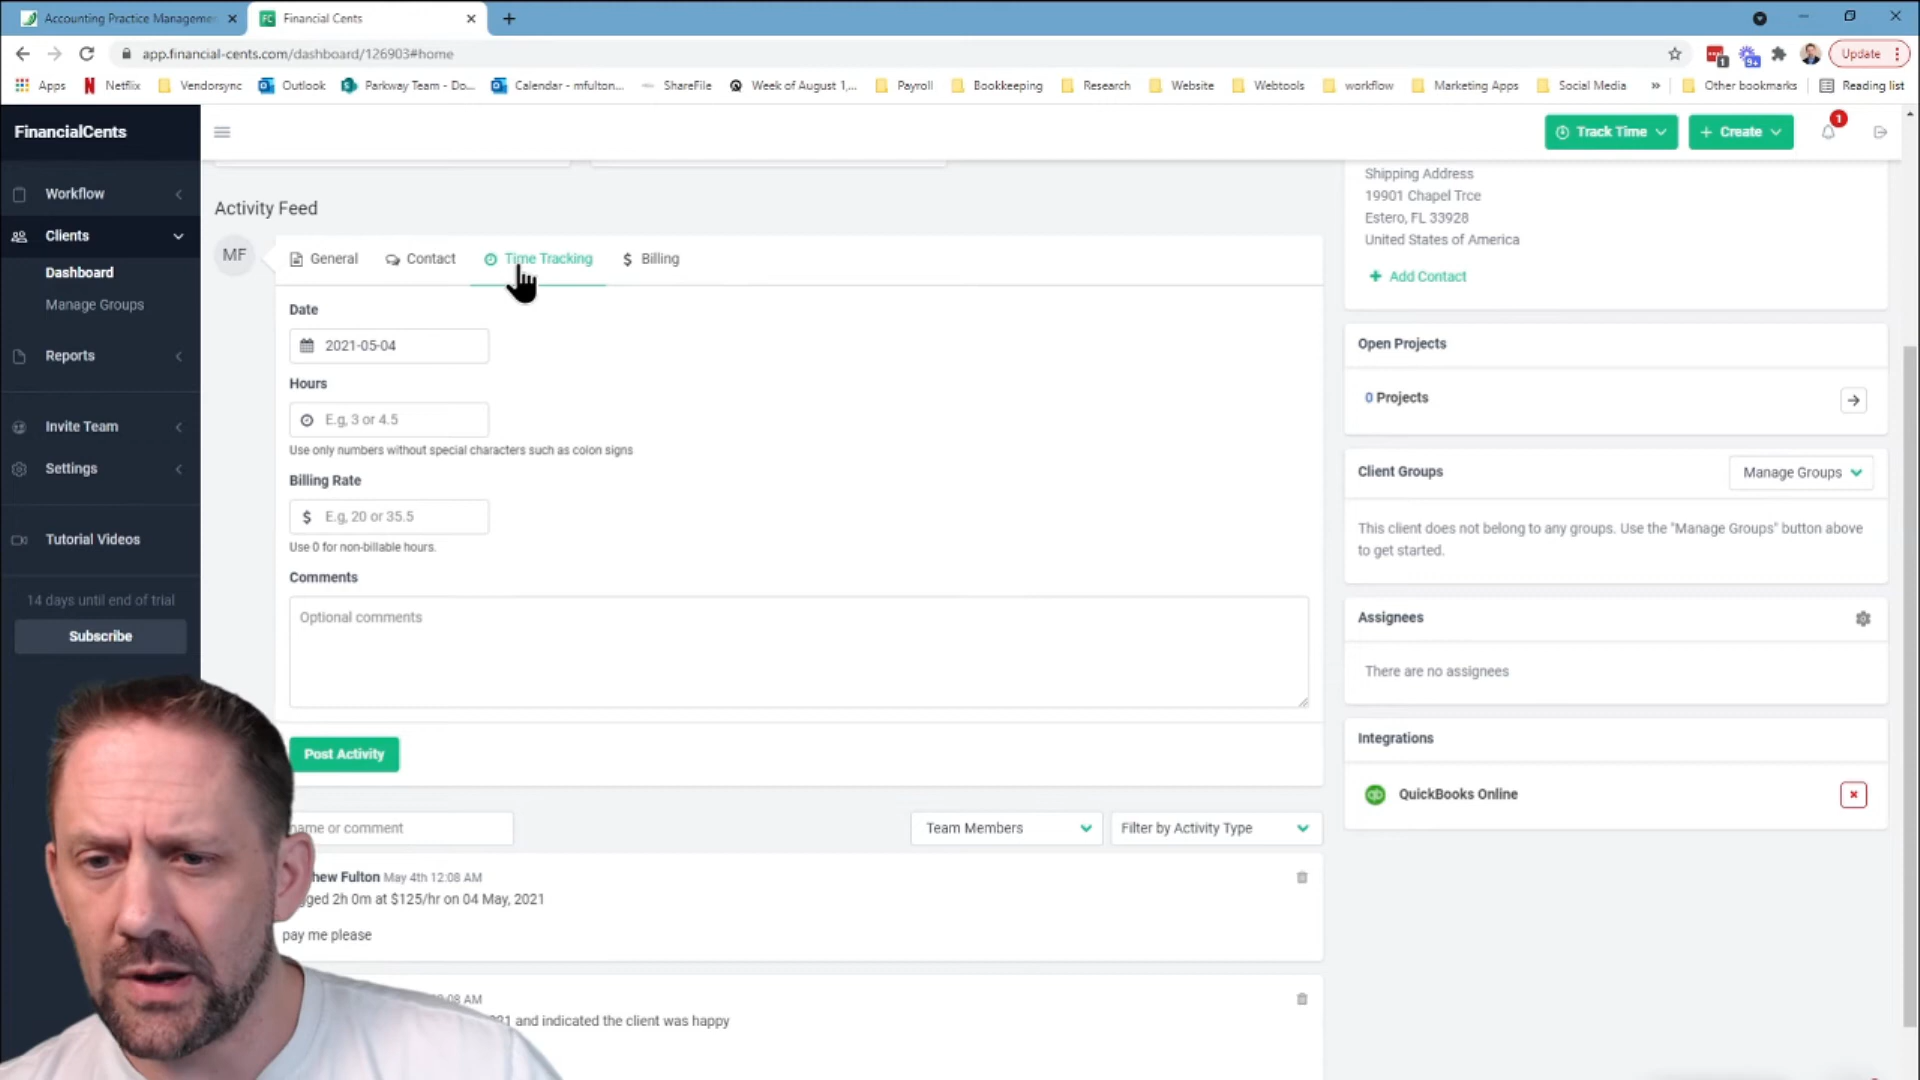 Accounting Practice Manageme
Financial Cents
app.financial-cents.com/dashboard/126903#home
Update
Apps
Netflix
Vendorsync
Outlook
Parkway Team - Do...
Calendar - mfulton...
ShareFile
Week of August 1,...
Payroll
Bookkeeping
Research
Website
Webtools
workflow
Marketing Apps
Social Media
»
Other bookmarks
Reading list
FinancialCents
Track Time
+ Create
1
Workflow
Clients
Dashboard
Manage Groups
Reports
Invite Team
Settings
Tutorial Videos
14 days until end of trial
Subscribe
Activity Feed
MF
General
Contact
Time Tracking
$ Billing
Date
2021-05-04
Hours
E.g, 3 or 4.5
Use only numbers without special characters such as colon signs
Billing Rate
$ E.g, 20 or 35.5
Use 0 for non-billable hours.
Comments
Optional comments
Post Activity
name or comment
Team Members
Filter by Activity Type
hew Fulton May 4th 12:08 AM
ged 2h 0m at $125/hr on 04 May, 2021
pay me please
:08 AM
21 and indicated the client was happy
Shipping Address
19901 Chapel Trce
Estero, FL 33928
United States of America
+ Add Contact
Open Projects
0 Projects
Client Groups
Manage Groups
This client does not belong to any groups. Use the "Manage Groups" button above
to get started.
Assignees
There are no assignees
Integrations
qb QuickBooks Online